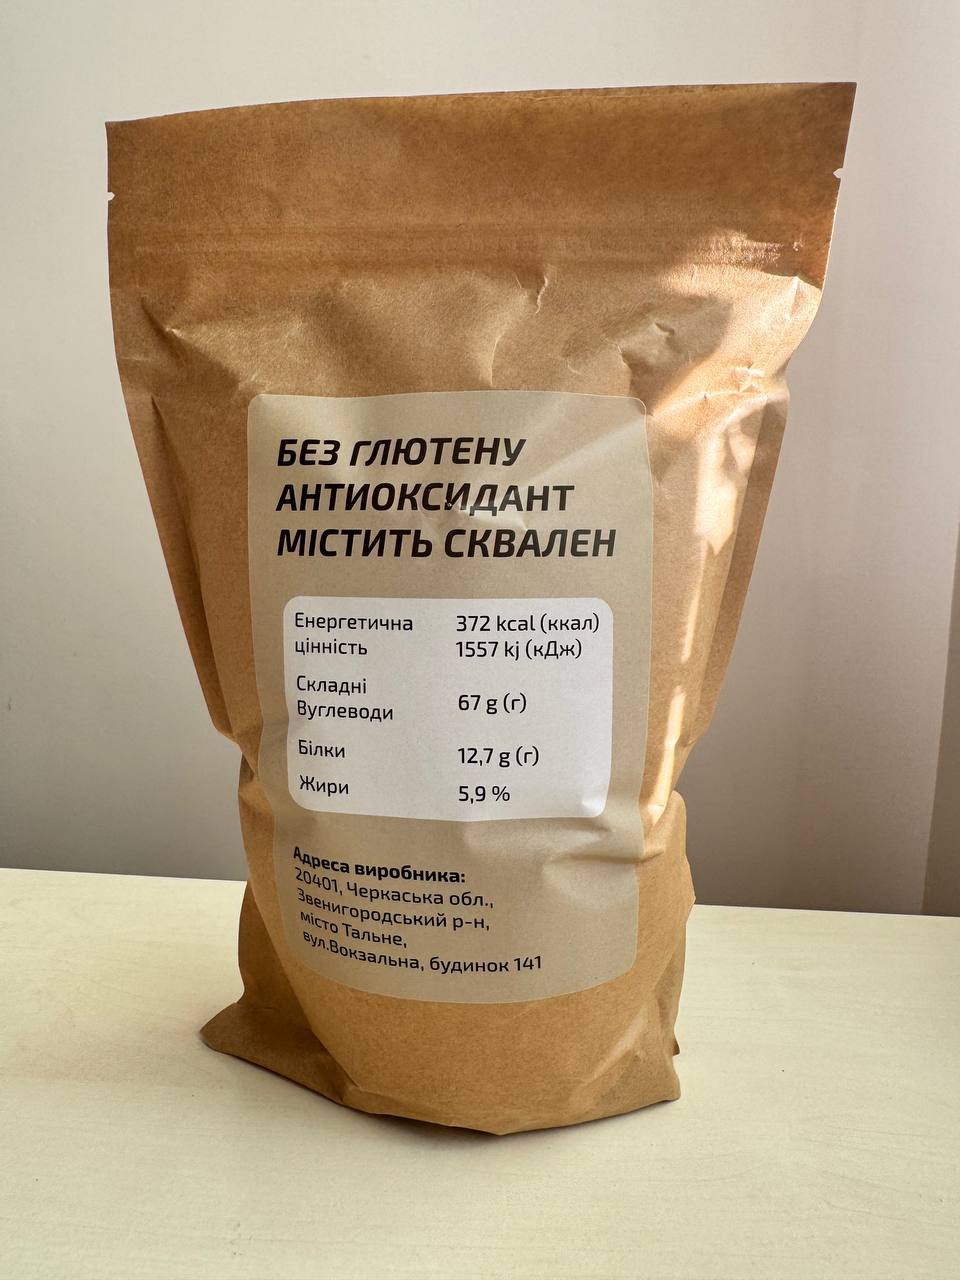 БЕЗ ГЛЮТЕНУ
АНТИОКСИДАНТ
МІСТИТЬ СКВАЛЕН
Енергетична цінність 372 kcal (ккал)
1557 kj (кДж)
Складні Вуглеводи 67 g (г)
Білки 12,7 g (г)
Жири 5,9 %
Адреса виробника:
20401, Черкаська обл.,
Звенигородський р-н,
місто Тальне,
вул.Вокзальна, будинок 141